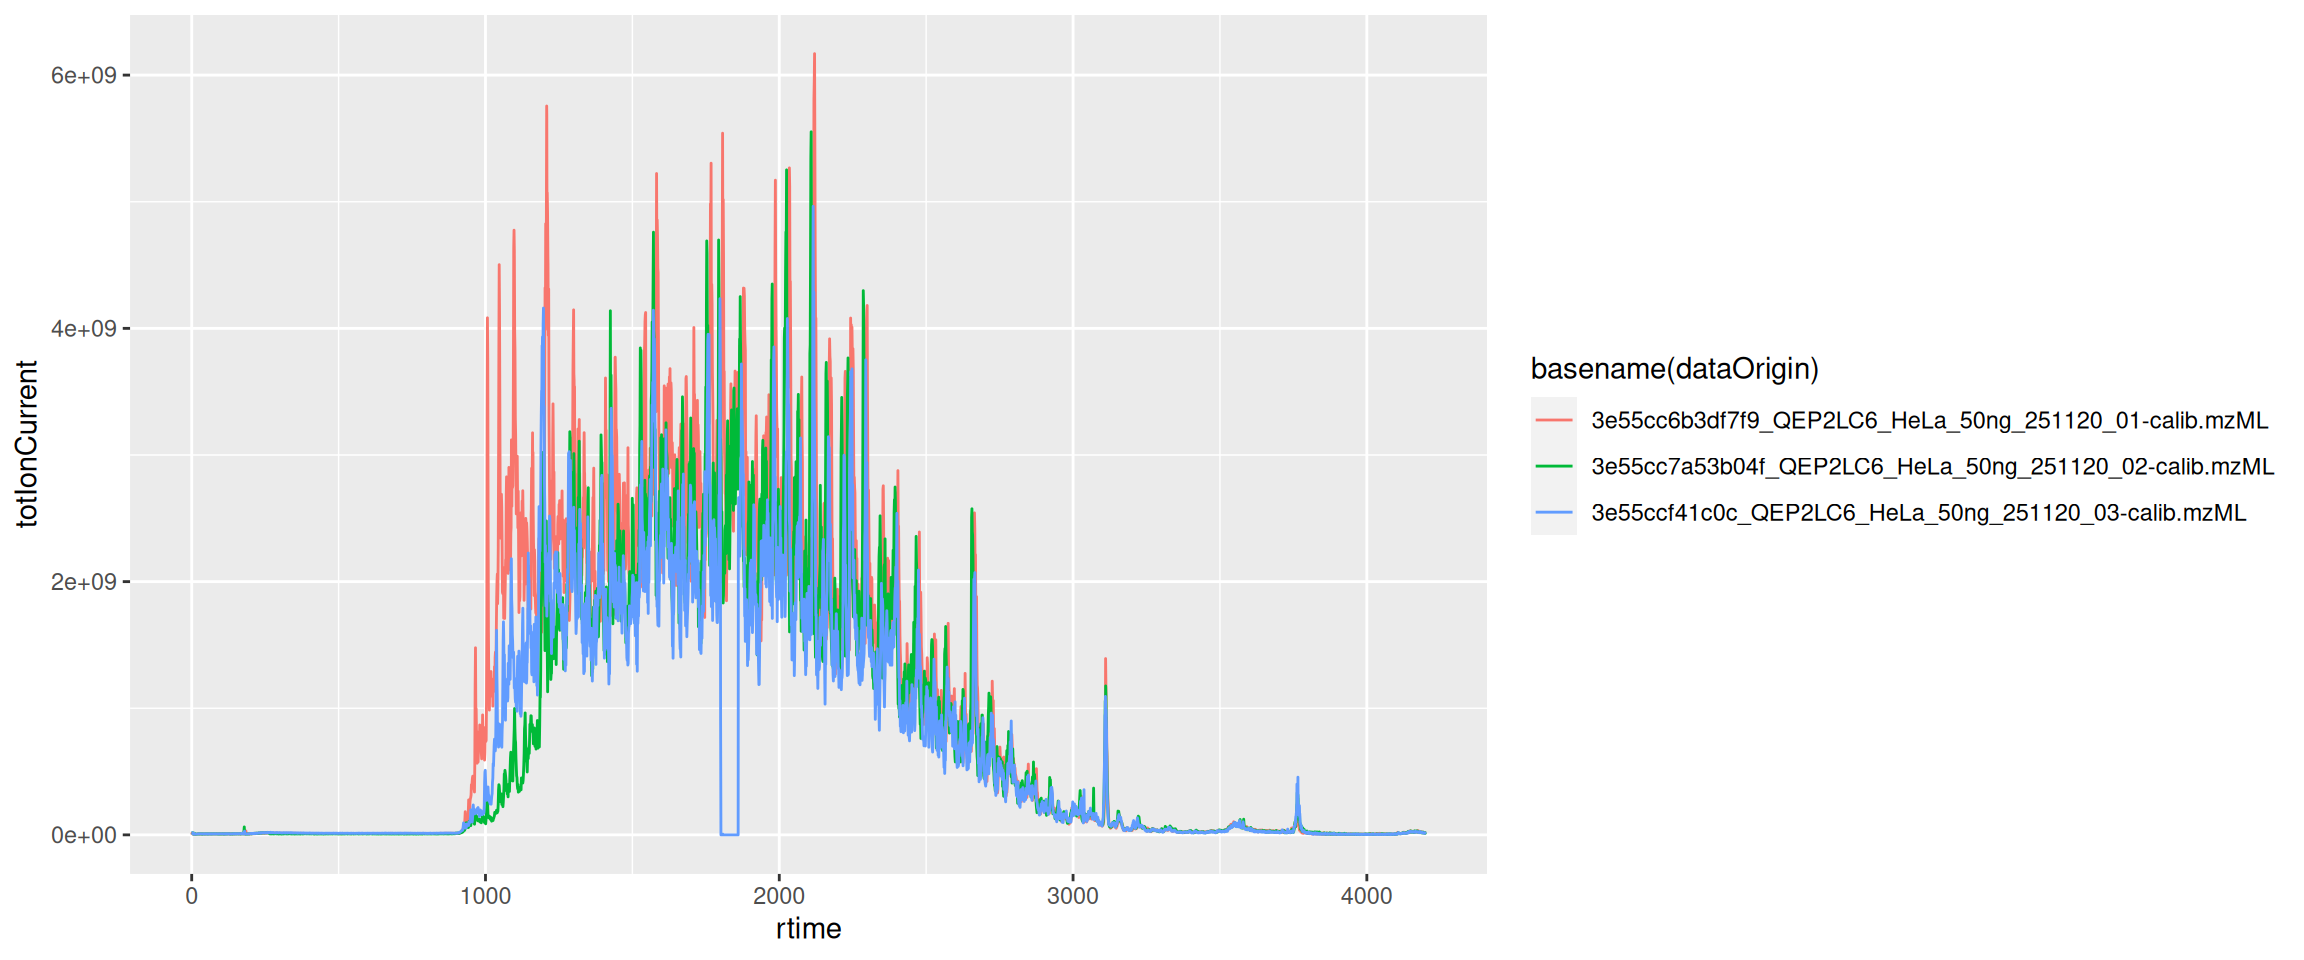 6e+09
4e+09
2e+09
0e+00
totIonCurrent
0
1000
2000
3000
4000
rtime
basename(dataOrigin)
3e55cc6b3df7f9_QEP2LC6_HeLa_50ng_251120_01-calib.mzML
3e55cc7a53b04f_QEP2LC6_HeLa_50ng_251120_02-calib.mzML
3e55ccf41c0c_QEP2LC6_HeLa_50ng_251120_03-calib.mzML